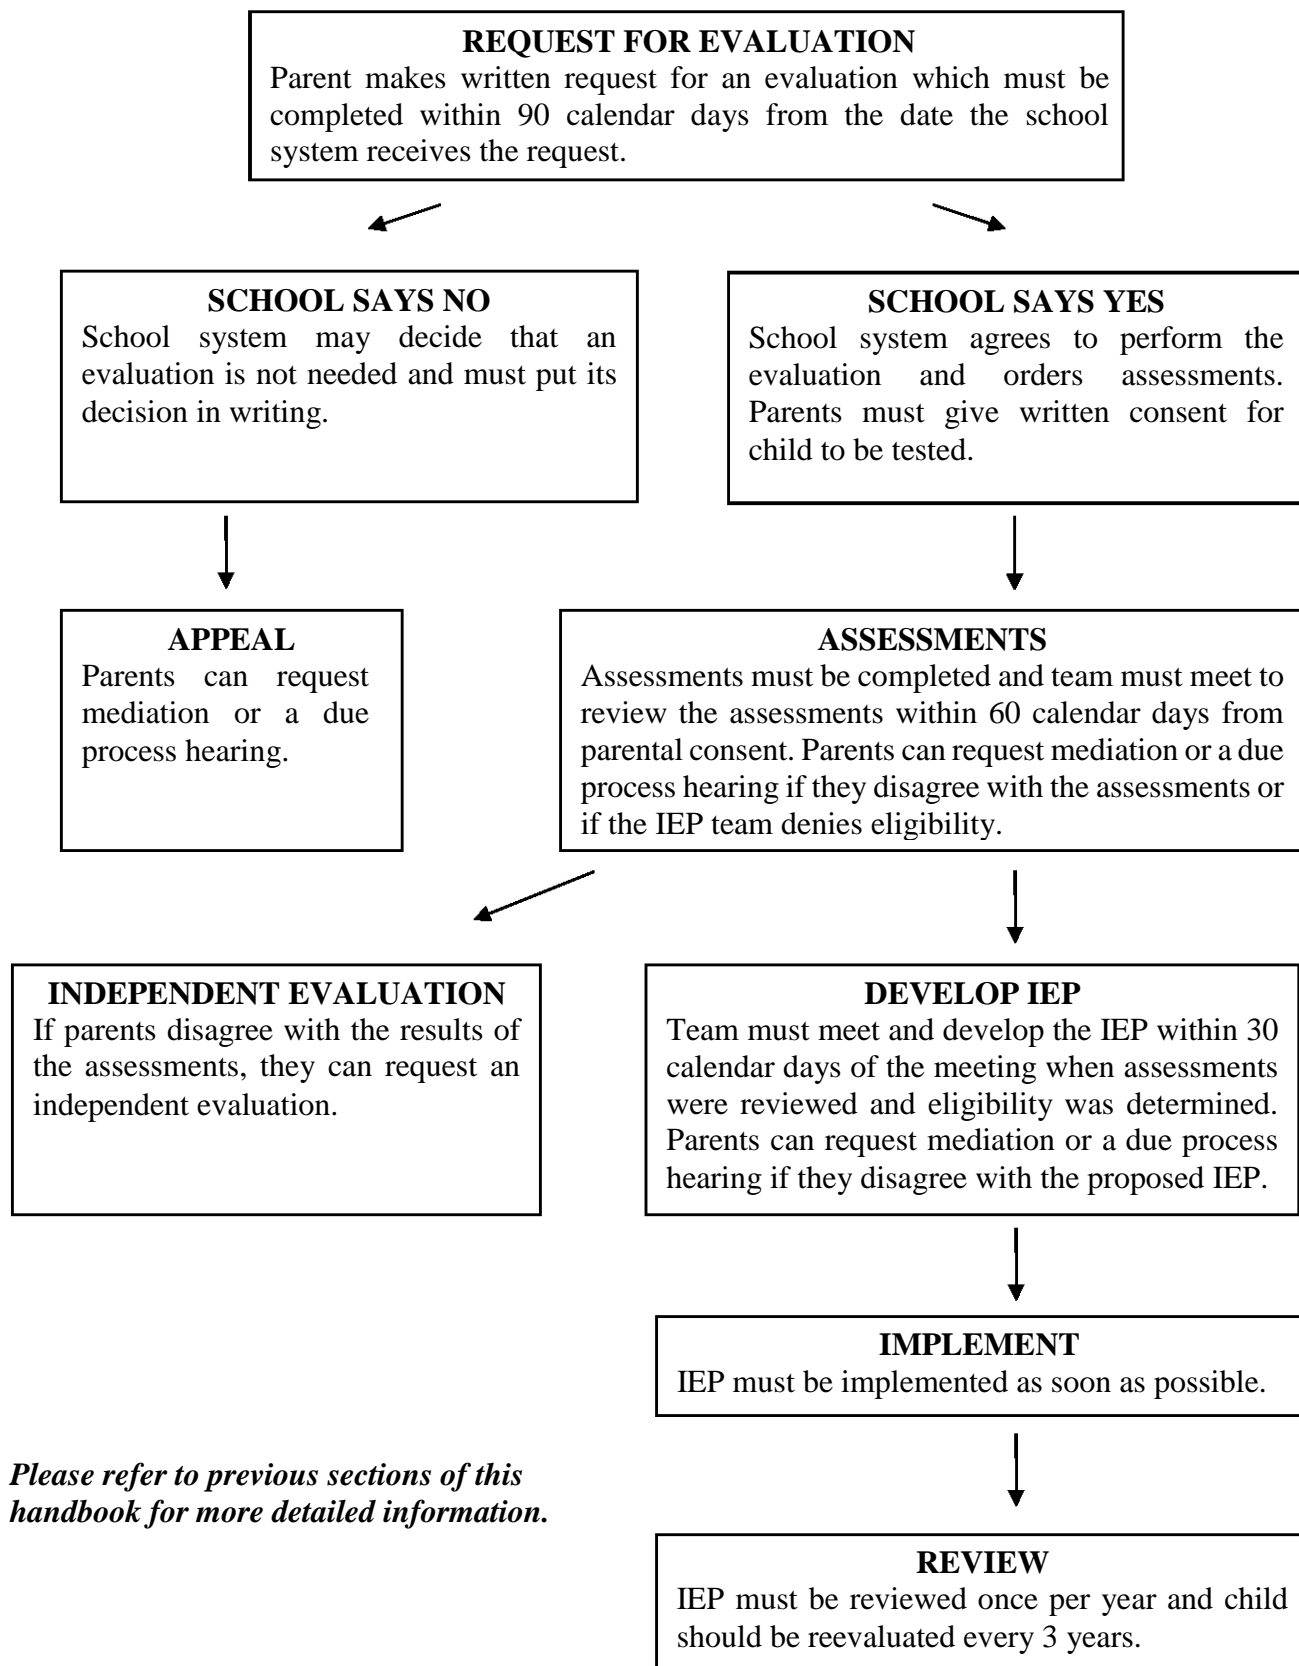 REQUEST FOR EVALUATION
Parent makes written request for an evaluation which must be
completed within 90 calendar days from the date the school
system receives the request.
SCHOOL SAYS NO
School system may decide that an
evaluation is not needed and must put its
decision in writing.
SCHOOL SAYS YES
School system agrees to perform the
evaluation and orders assessments.
Parents must give written consent for
child to be tested.
APPEAL
Parents can request
mediation or a due
process hearing.
ASSESSMENTS
Assessments must be completed and team must meet to
review the assessments within 60 calendar days from
parental consent. Parents can request mediation or a due
process hearing if they disagree with the assessments or
if the IEP team denies eligibility.
INDEPENDENT EVALUATION
If parents disagree with the results of
the assessments, they can request an
independent evaluation.
DEVELOP IEP
Team must meet and develop the IEP within 30
calendar days of the meeting when assessments
were reviewed and eligibility was determined.
Parents can request mediation or a due process
hearing if they disagree with the proposed IEP.
IMPLEMENT
IEP must be implemented as soon as possible.
Please refer to previous sections of this
handbook for more detailed information.
REVIEW
IEP must be reviewed once per year and child
should be reevaluated every 3 years.